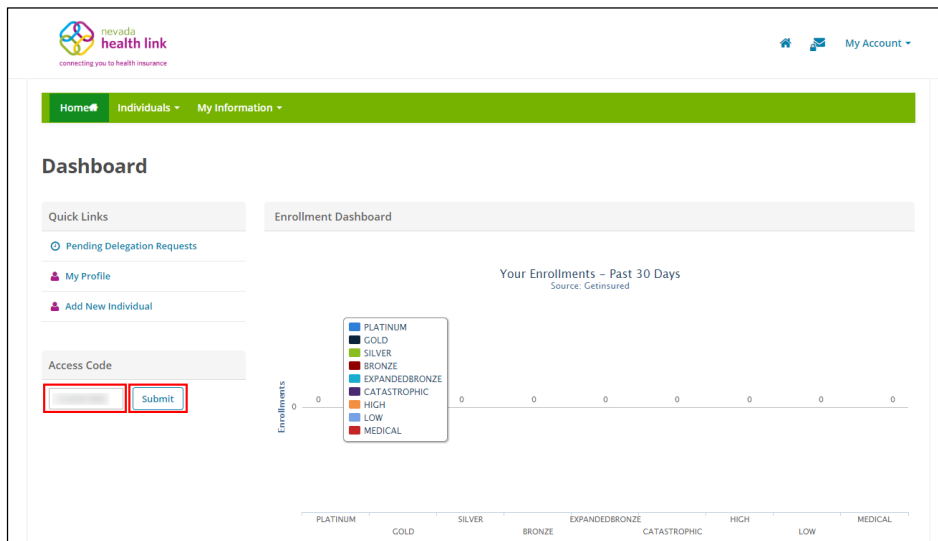 nevada
health link
connecting you to health insurance
My Account
Home
Individuals
My Information
Dashboard
Quick Links
Pending Delegation Requests
My Profile
Add New Individual
Access Code
Submit
Enrollment Dashboard
Your Enrollments – Past 30 Days
Source: Getinsured
PLATINUM
GOLD
SILVER
BRONZE
EXPANDEDBRONZE
CATASTROPHIC
HIGH
LOW
MEDICAL
Enrollments
0
0 0 0 0 0 0 0 0
PLATINUM SILVER EXPANDEDBRONZE HIGH MEDICAL
GOLD BRONZE CATASTROPHIC LOW